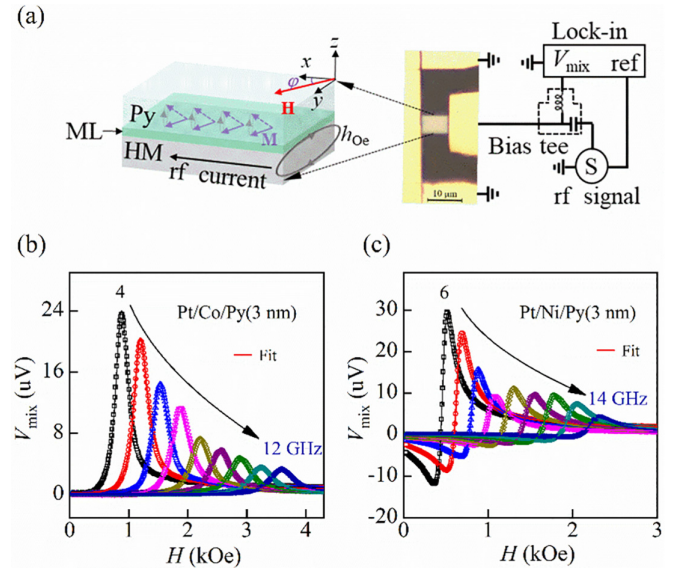 (a)
Lock-in
V_mix ref
z
x φ
H y
Py
M
ML
HM
h_Oe
rf current
Bias tee
S
rf signal
10 μm
(b)
4
Pt/Co/Py(3 nm)
Fit
12 GHz
V_mix (uV)
24
16
8
0
0 1 2 3 4
H (kOe)
(c)
6
Pt/Ni/Py(3 nm)
Fit
14 GHz
V_mix (uV)
30
20
10
0
-10
-20
0 1 2 3
H (kOe)